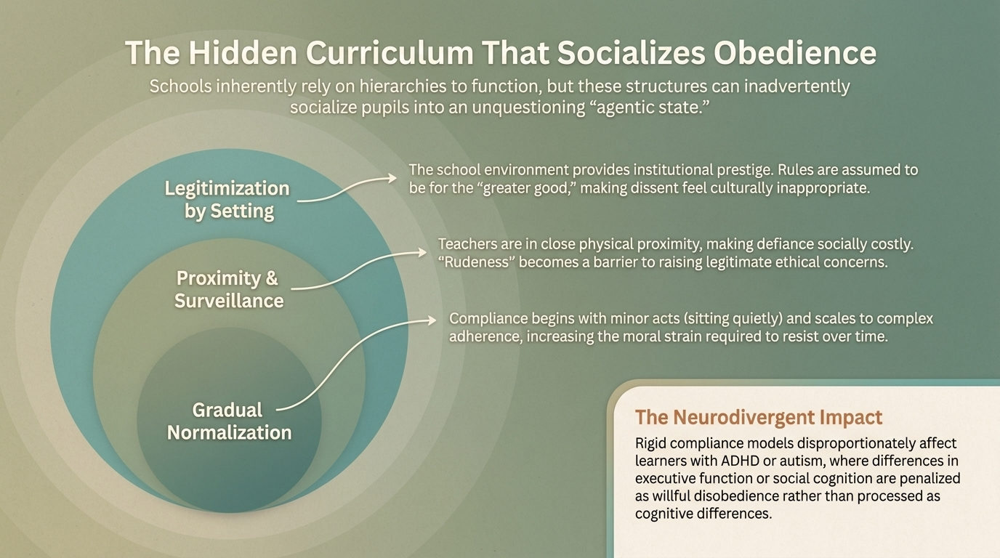 The Hidden Curriculum That Socializes Obedience
Schools inherently rely on hierarchies to function, but these structures can inadvertently
socialize pupils into an unquestioning “agentic state.”
Legitimization
by Setting
The school environment provides institutional prestige. Rules are assumed to
be for the “greater good,” making dissent feel culturally inappropriate.
Proximity &
Surveillance
Teachers are in close physical proximity, making defiance socially costly.
“Rudeness” becomes a barrier to raising legitimate ethical concerns.
Gradual
Normalization
Compliance begins with minor acts (sitting quietly) and scales to complex
adherence, increasing the moral strain required to resist over time.
The Neurodivergent Impact
Rigid compliance models disproportionately affect
learners with ADHD or autism, where differences in
executive function or social cognition are penalized
as willful disobedience rather than processed as
cognitive differences.